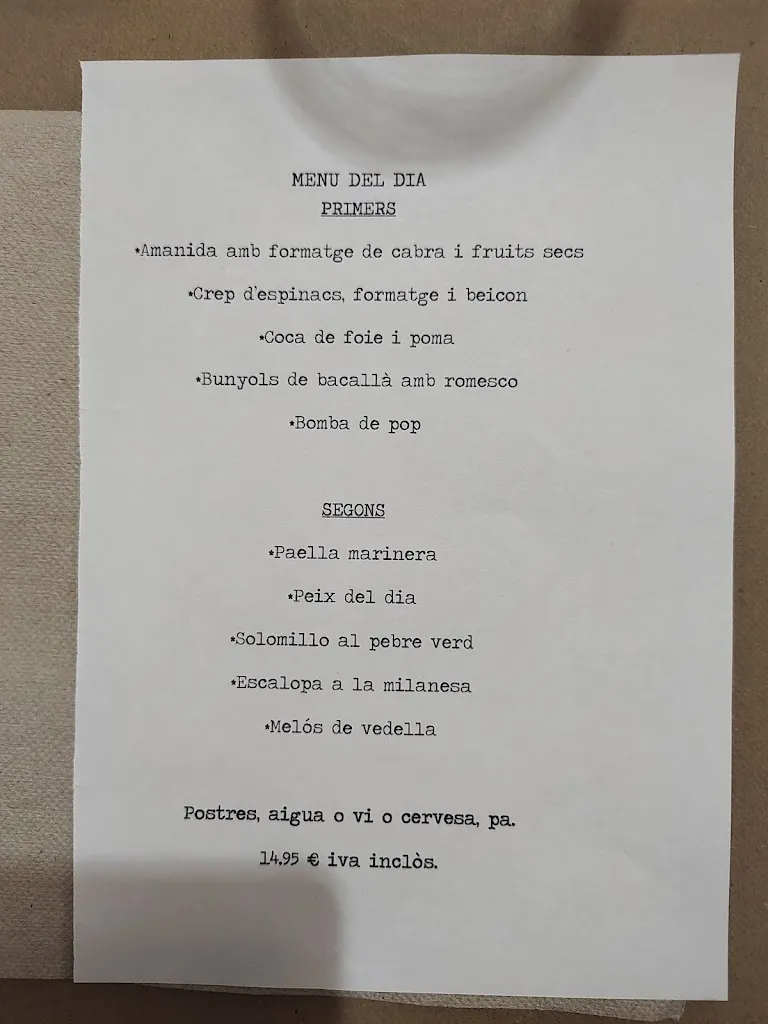 MENU DEL DIA
PRIMERS
*Amanida amb formatge de cabra i fruits secs
*Crep d'espinacs, formatge i beicon
*Coca de foie i poma
*Bunyols de bacallà amb romesco
*Bomba de pop
SEGONS
*Paella marinera
*Peix del dia
*Solomillo al pebre verd
*Escalopa a la milanesa
*Melós de vedella
Postres, aigua o vi o cervesa, pa.
14.95 € iva inclòs.